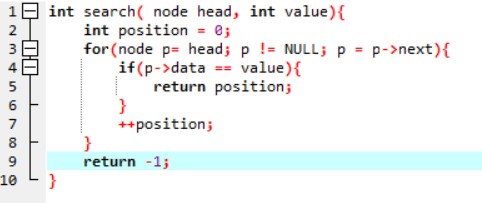 1 int search( node head, int value){
2 int position = 0;
3 for(node p= head; p != NULL; p = p->next){
4 if(p->data == value){
5 return position;
6 }
7 ++position;
8 }
9 return -1;
10 }